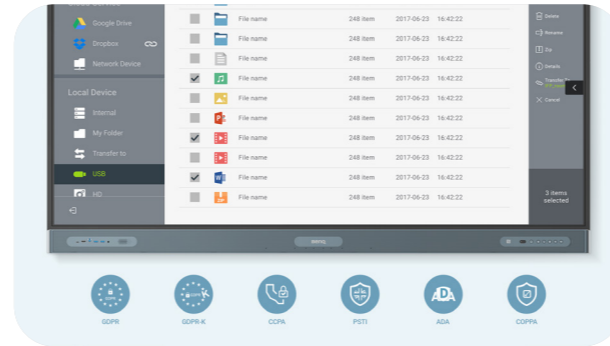 Google Drive
Dropbox
Network Device
Local Device
Internal
My Folder
Transfer to
USB
HD
File name 248 item 2017-06-23 16:42:22
File name 248 item 2017-06-23 16:42:22
File name 248 item 2017-06-23 16:42:22
File name 248 item 2017-06-23 16:42:22
File name 248 item 2017-06-23 16:42:22
File name 248 item 2017-06-23 16:42:22
File name 248 item 2017-06-23 16:42:22
File name 248 item 2017-06-23 16:42:22
File name 248 item 2017-06-23 16:42:22
File name 248 item 2017-06-23 16:42:22
Delete
Rename
Zip
Details
Transfer To
Cancel
3 items
selected
BenQ
GDPR
GDPR-K
CCPA
PSTI
ADA
ADA
COPPA